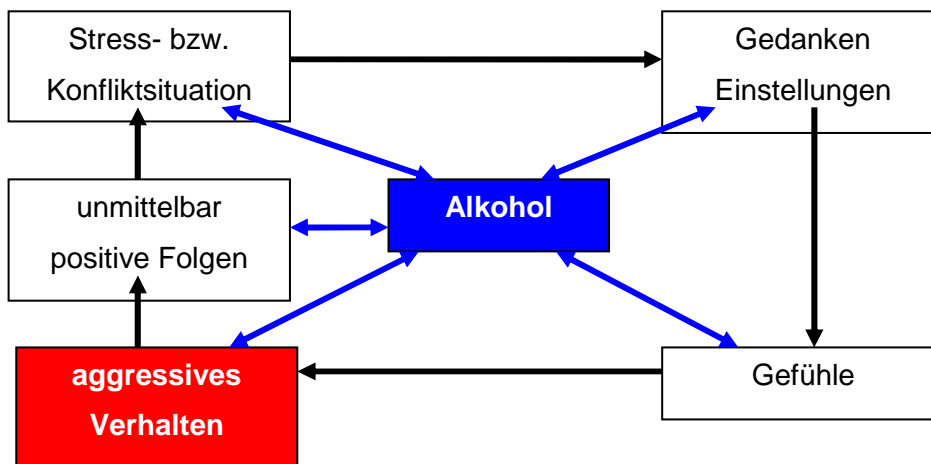 Stress- bzw.
Konfliktsituation
Gedanken
Einstellungen
unmittelbar
positive Folgen
Alkohol
aggressives
Verhalten
Gefühle